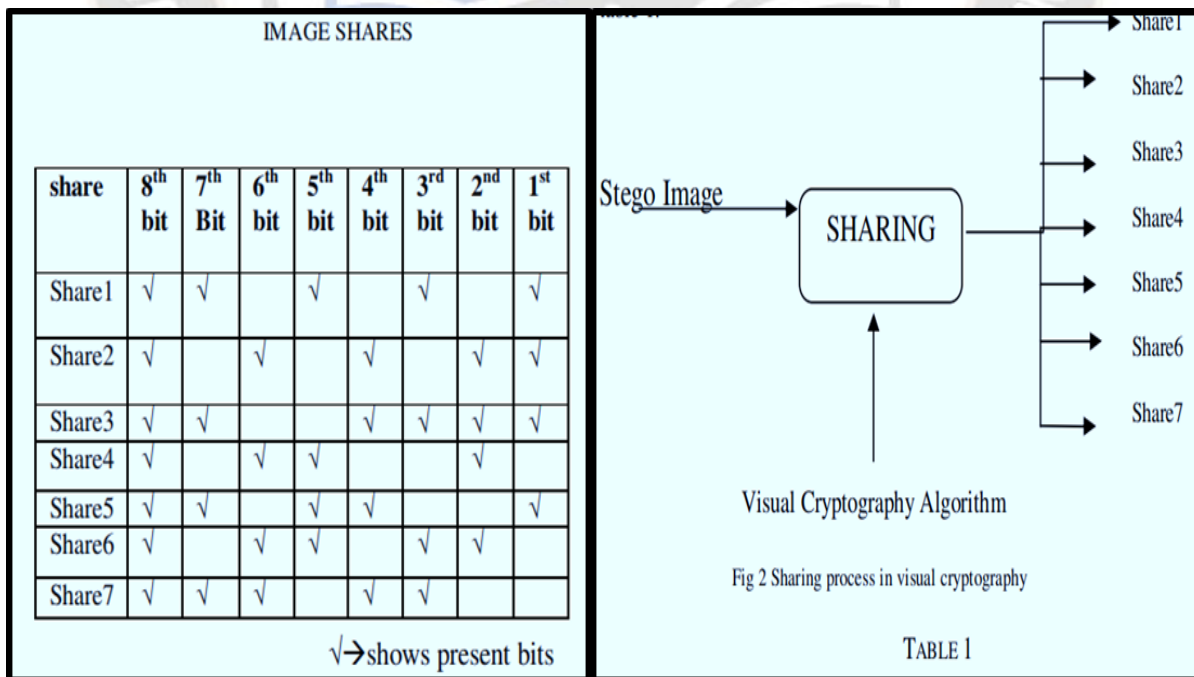 IMAGE SHARES
share 8th bit 7th Bit 6th bit 5th bit 4th bit 3rd bit 2nd bit 1st bit
Share1 √ √ √ √ √
Share2 √ √ √ √ √
Share3 √ √ √ √ √ √
Share4 √ √ √ √
Share5 √ √ √ √ √
Share6 √ √ √ √ √
Share7 √ √ √ √ √
√→shows present bits
Share1
Share2
Share3
Stego Image
SHARING
Share4
Share5
Share6
Share7
Visual Cryptography Algorithm
Fig 2 Sharing process in visual cryptography
TABLE 1